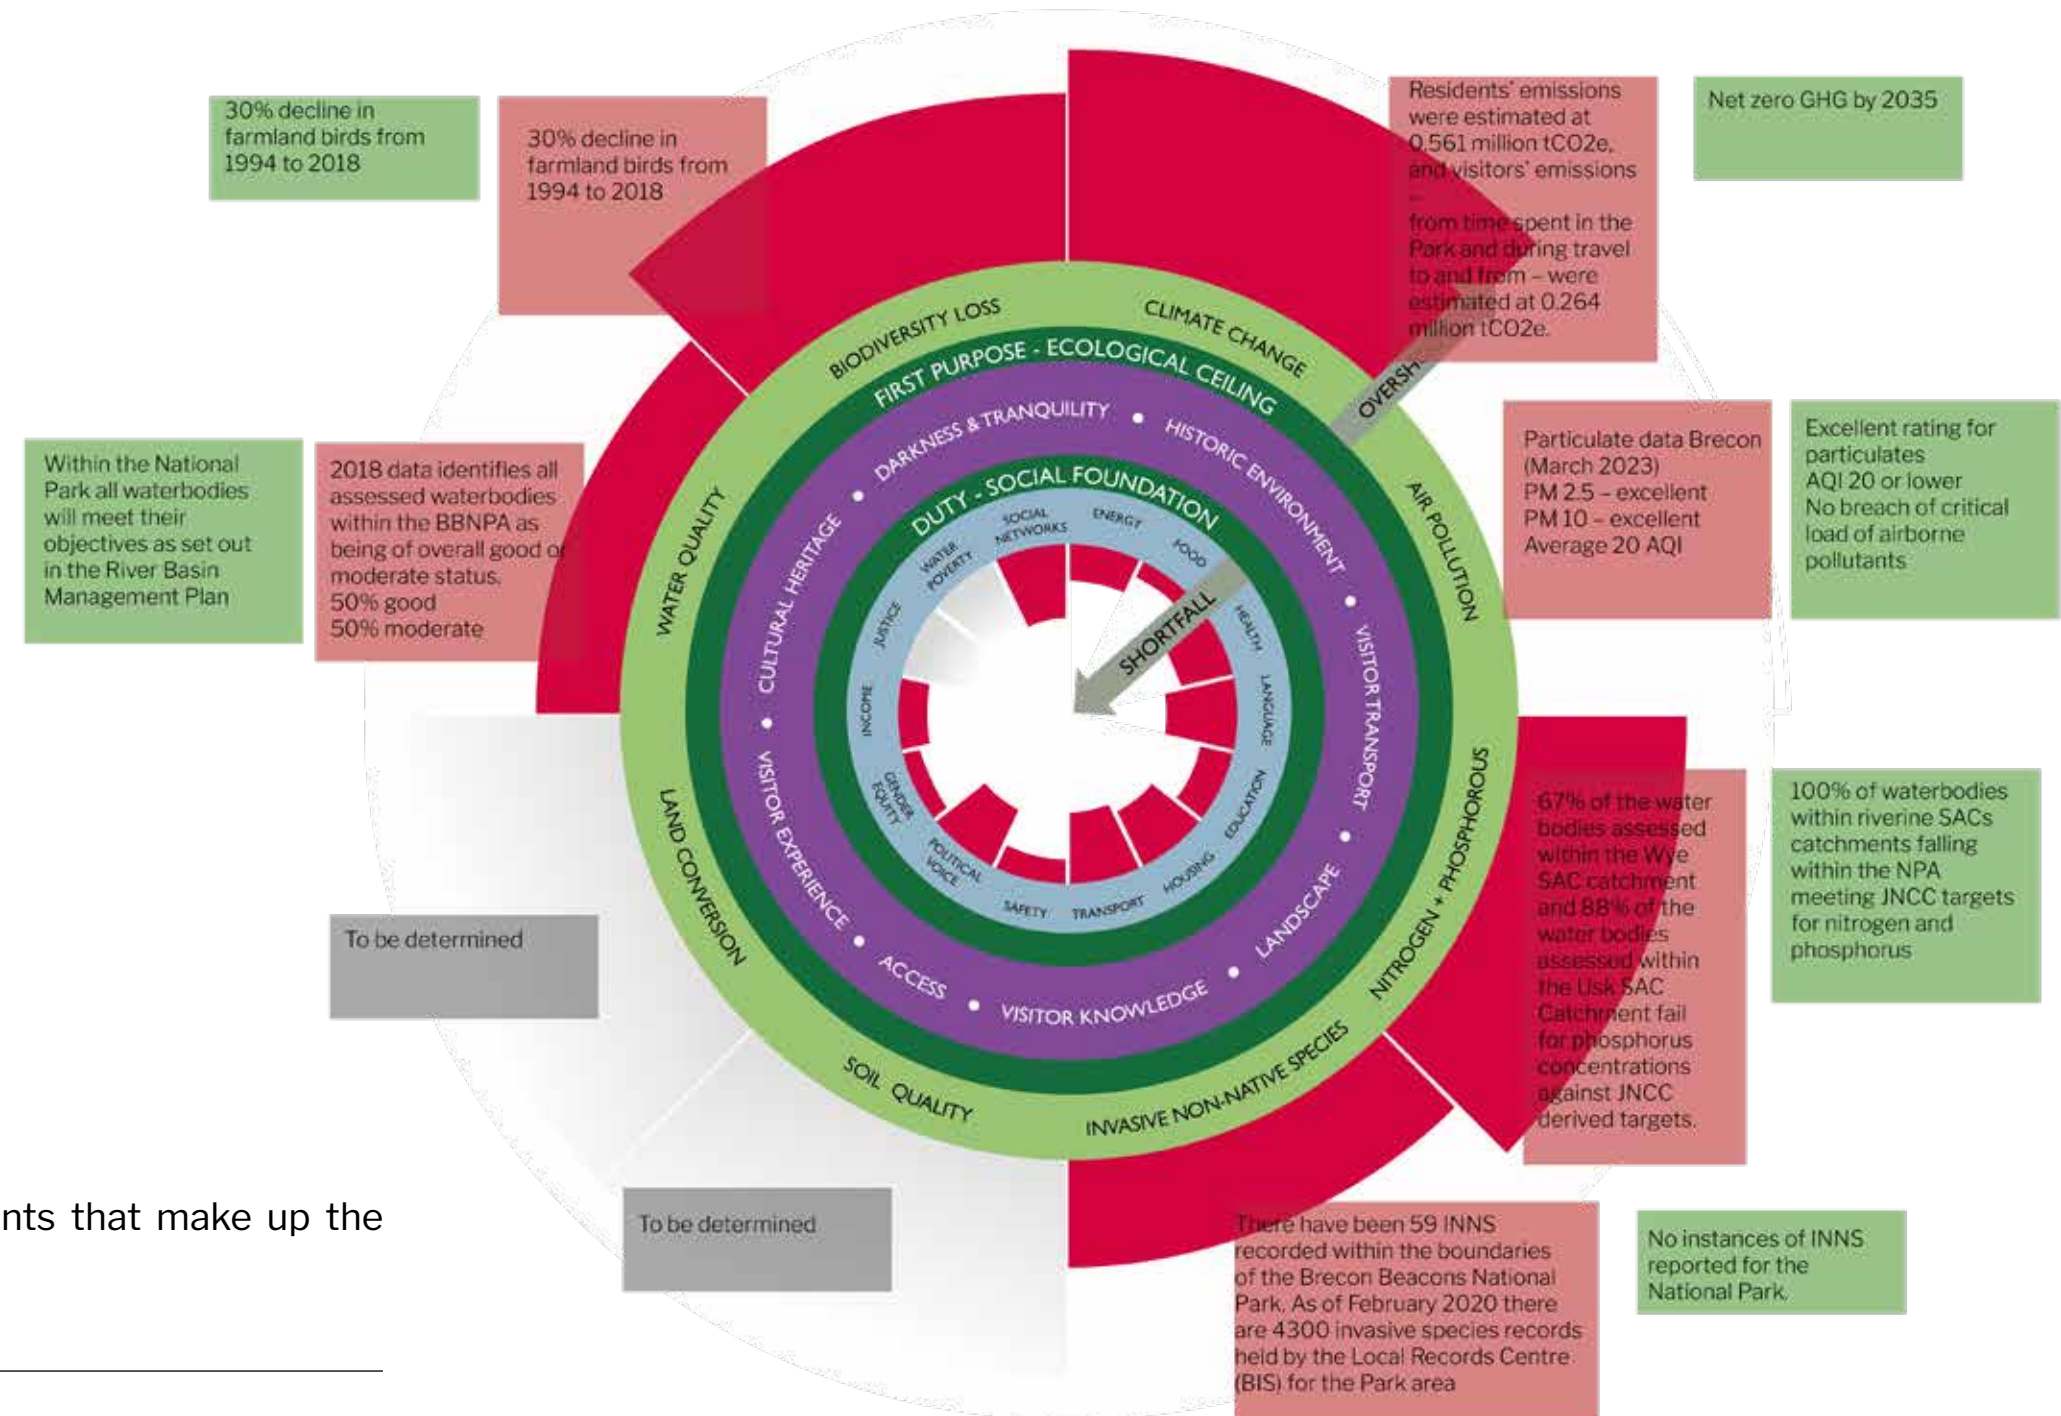 30% decline in
farmland birds from
1994 to 2018
30% decline in
farmland birds from
1994 to 2018
Residents' emissions
were estimated at
0.561 million tCO2e,
and visitors' emissions
–
from time spent in the
Park and during travel
to and from – were
estimated at 0.264
million tCO2e.
Net zero GHG by 2035
Within the National
Park all waterbodies
will meet their
objectives as set out
in the River Basin
Management Plan
2018 data identifies all
assessed waterbodies
within the BBNPA as
being of overall good or
moderate status.
50% good
50% moderate
Particulate data Brecon
(March 2023)
PM 2.5 – excellent
PM 10 – excellent
Average 20 AQI
Excellent rating for
particulates
AQI 20 or lower
No breach of critical
load of airborne
pollutants
BIODIVERSITY LOSS
CLIMATE CHANGE
AIR POLLUTION
NITROGEN + PHOSPHOROUS
INVASIVE NON-NATIVE SPECIES
SOIL QUALITY
LAND CONVERSION
WATER QUALITY
OVERSH
FIRST PURPOSE - ECOLOGICAL CEILING
DARKNESS & TRANQUILITY
HISTORIC ENVIRONMENT
VISITOR TRANSPORT
LANDSCAPE
VISITOR KNOWLEDGE
ACCESS
VISITOR EXPERIENCE
CULTURAL HERITAGE
DUTY - SOCIAL FOUNDATION
SOCIAL
NETWORKS
ENERGY
FOOD
HEALTH
LANGUAGE
EDUCATION
HOUSING
TRANSPORT
SAFETY
POLITICAL
VOICE
GENDER
EQUITY
INCOME
JUSTICE
WATER
POVERTY
SHORTFALL
67% of the water
bodies assessed
within the Wye
SAC catchment
and 88% of the
water bodies
assessed within
the Usk SAC
Catchment fail
for phosphorus
concentrations
against JNCC
derived targets.
100% of waterbodies
within riverine SACs
catchments falling
within the NPA
meeting JNCC targets
for nitrogen and
phosphorus
To be determined
To be determined
There have been 59 INNS
recorded within the boundaries
of the Brecon Beacons National
Park. As of February 2020 there
are 4300 invasive species records
held by the Local Records Centre
(BIS) for the Park area
No instances of INNS
reported for the
National Park.
nts that make up the